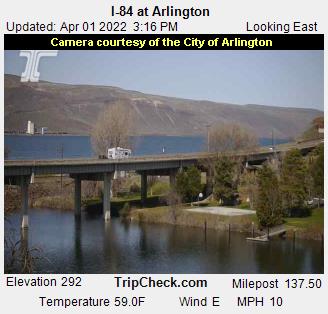 I-84 at Arlington
Updated: Apr 01 2022 3:16 PM Looking East
Camera courtesy of the City of Arlington
Elevation 292 TripCheck.com Milepost 137.50
Temperature 59.0F Wind E MPH 10